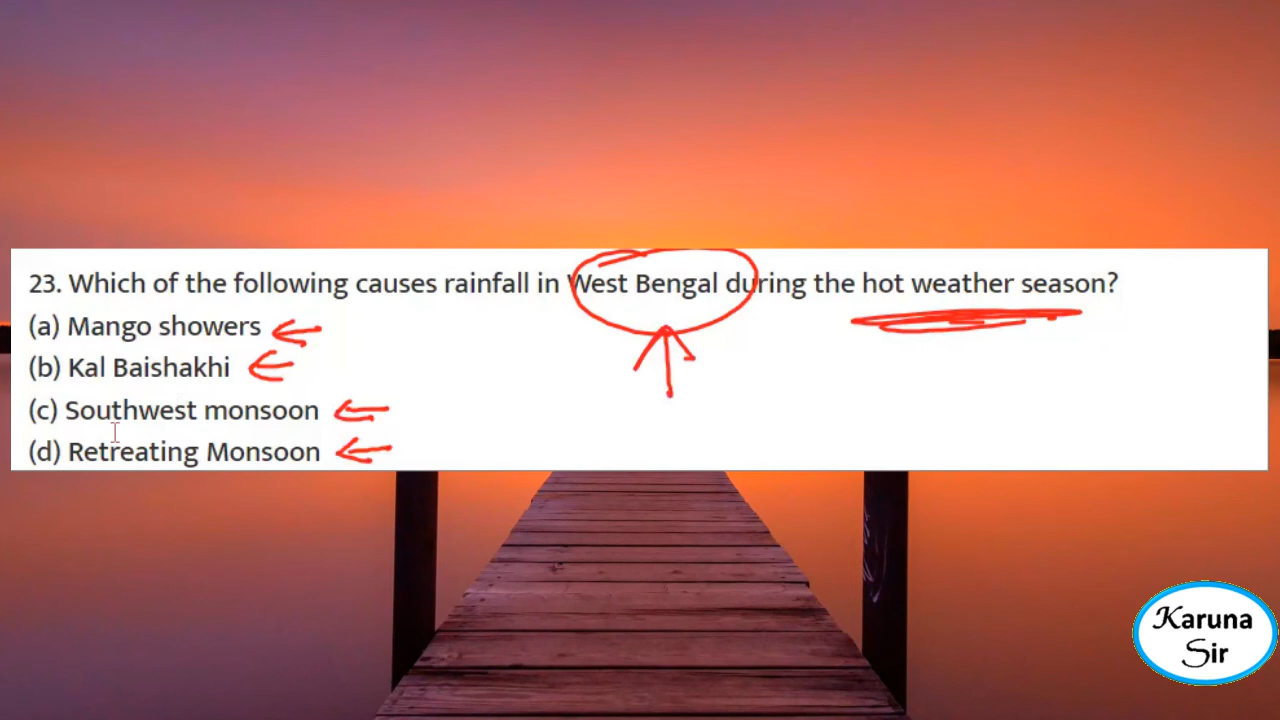 23. Which of the following causes rainfall in West Bengal during the hot weather season?
(a) Mango showers
(b) Kal Baishakhi
(c) Southwest monsoon
(d) Retreating Monsoon
Karuna
Sir